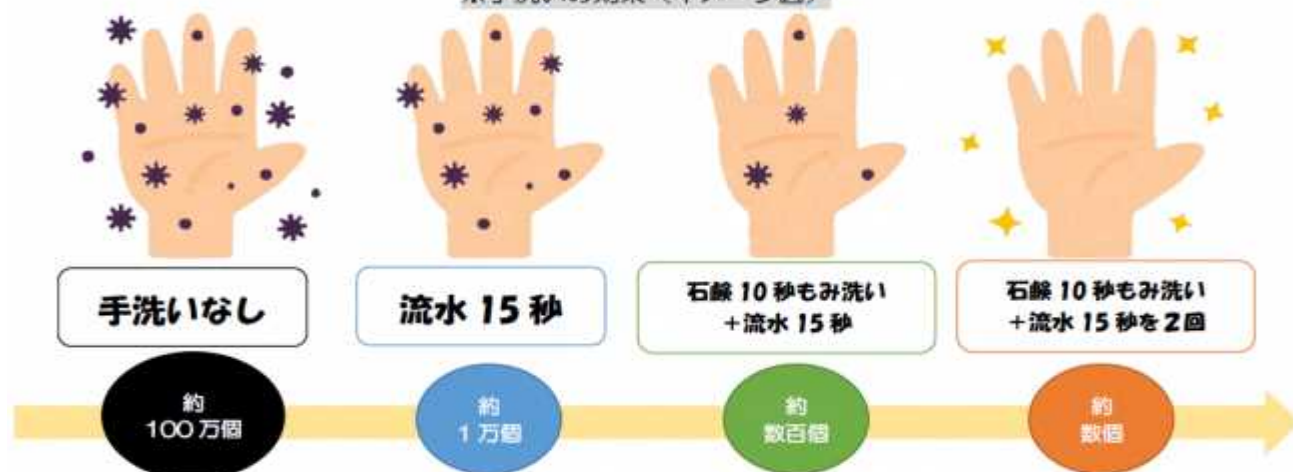 手洗いなし
流水 15 秒
石鹸 10 秒もみ洗い
＋流水 15 秒
石鹸 10 秒もみ洗い
＋流水 15 秒を2回
約
100 万個
約
1 万個
約
数百個
約
数個